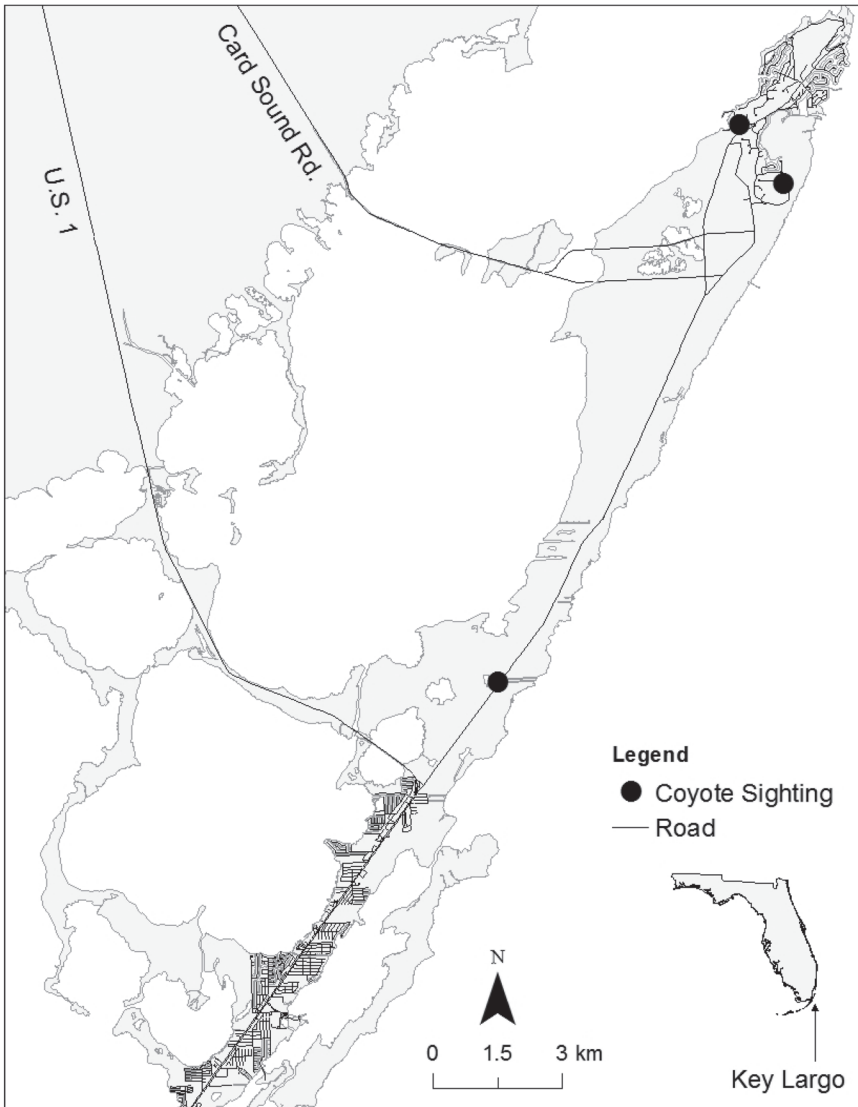 Card Sound Rd.
U.S. 1
Legend
Coyote Sighting
Road
N
0 1.5 3 km
Key Largo